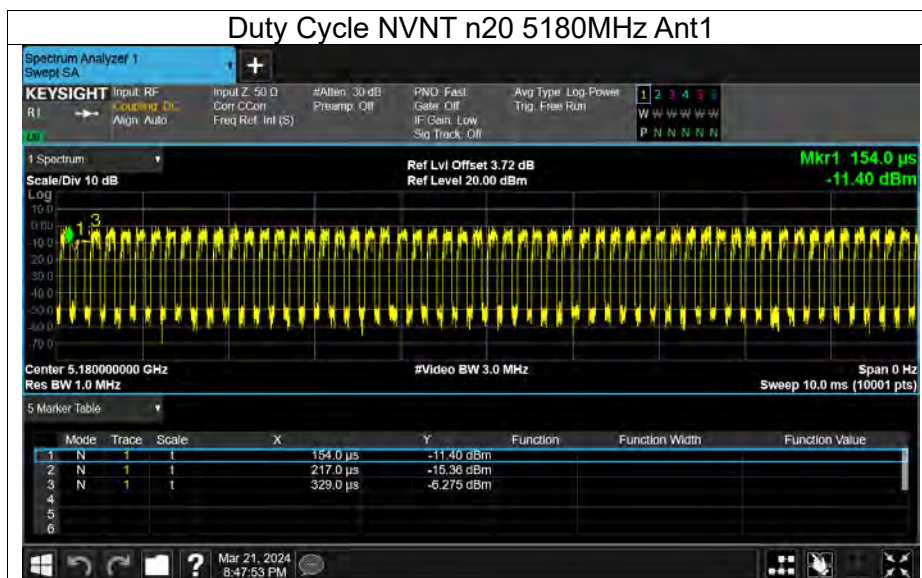 Duty Cycle NVNT n20 5180MHz Ant1
Spectrum Analyzer 1
Swept SA
+
KEYSIGHT Input: RF Input Z: 50 Ω #Atten: 30 dB PNO: Fast Avg Type: Log-Power 1 2 3 4 5 6
R L Coupling: DC Corr CCorr Preamp: Off Gate: Off Trig: Free Run W W W W W W
Align: Auto Freq Ref: Int (S) IF Gain: Low P N N N N N
Sig Track: Off
1 Spectrum Ref Lvl Offset 3.72 dB Mkr1 154.0 µs
Scale/Div 10 dB Ref Level 20.00 dBm -11.40 dBm
Log
10.0
0.00
-10.0
-20.0
-30.0
-40.0
-50.0
-60.0
-70.0
1 3
Center 5.180000000 GHz #Video BW 3.0 MHz Span 0 Hz
Res BW 1.0 MHz Sweep 10.0 ms (10001 pts)
5 Marker Table
Mode Trace Scale X Y Function Function Width Function Value
1 N 1 t 154.0 µs -11.40 dBm
2 N 1 t 217.0 µs -15.36 dBm
3 N 1 t 329.0 µs -6.275 dBm
4
5
6
? Mar 21, 2024
8:47:53 PM